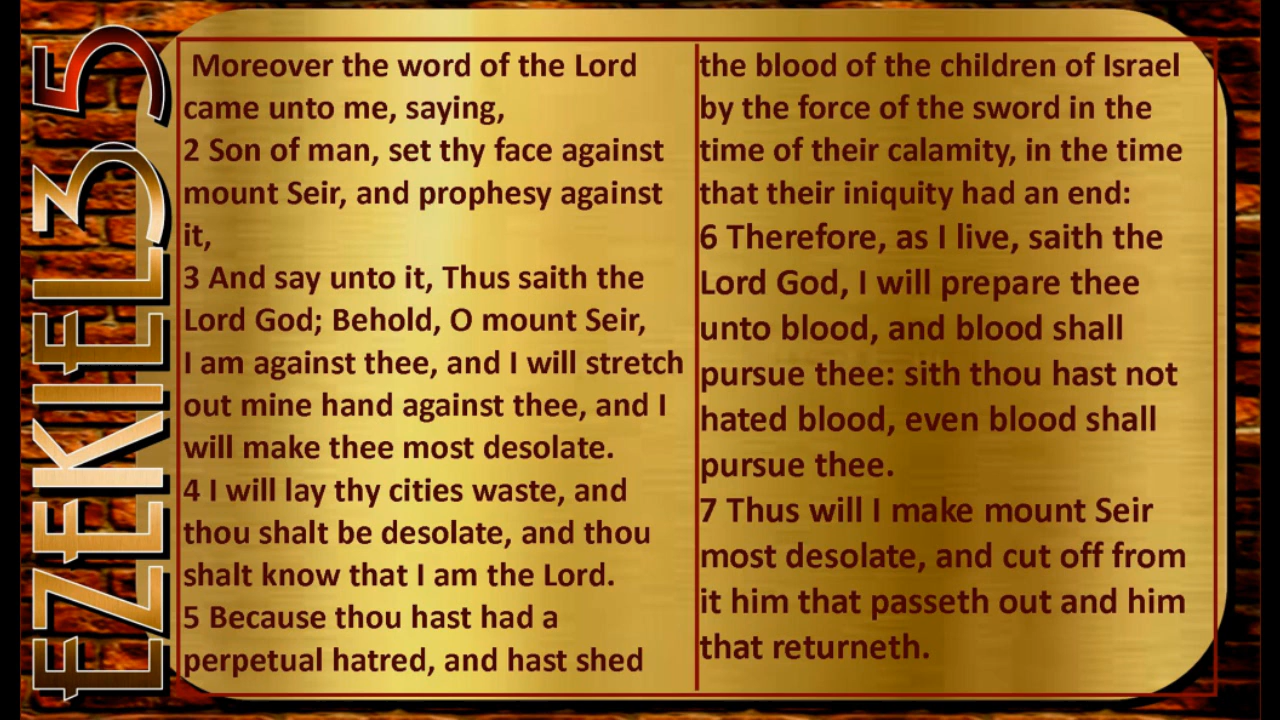 EZEKIEL 35
Moreover the word of the Lord
came unto me, saying,
2 Son of man, set thy face against
mount Seir, and prophesy against
it,
3 And say unto it, Thus saith the
Lord God; Behold, O mount Seir,
I am against thee, and I will stretch
out mine hand against thee, and I
will make thee most desolate.
4 I will lay thy cities waste, and
thou shalt be desolate, and thou
shalt know that I am the Lord.
5 Because thou hast had a
perpetual hatred, and hast shed
the blood of the children of Israel
by the force of the sword in the
time of their calamity, in the time
that their iniquity had an end:
6 Therefore, as I live, saith the
Lord God, I will prepare thee
unto blood, and blood shall
pursue thee: sith thou hast not
hated blood, even blood shall
pursue thee.
7 Thus will I make mount Seir
most desolate, and cut off from
it him that passeth out and him
that returneth.